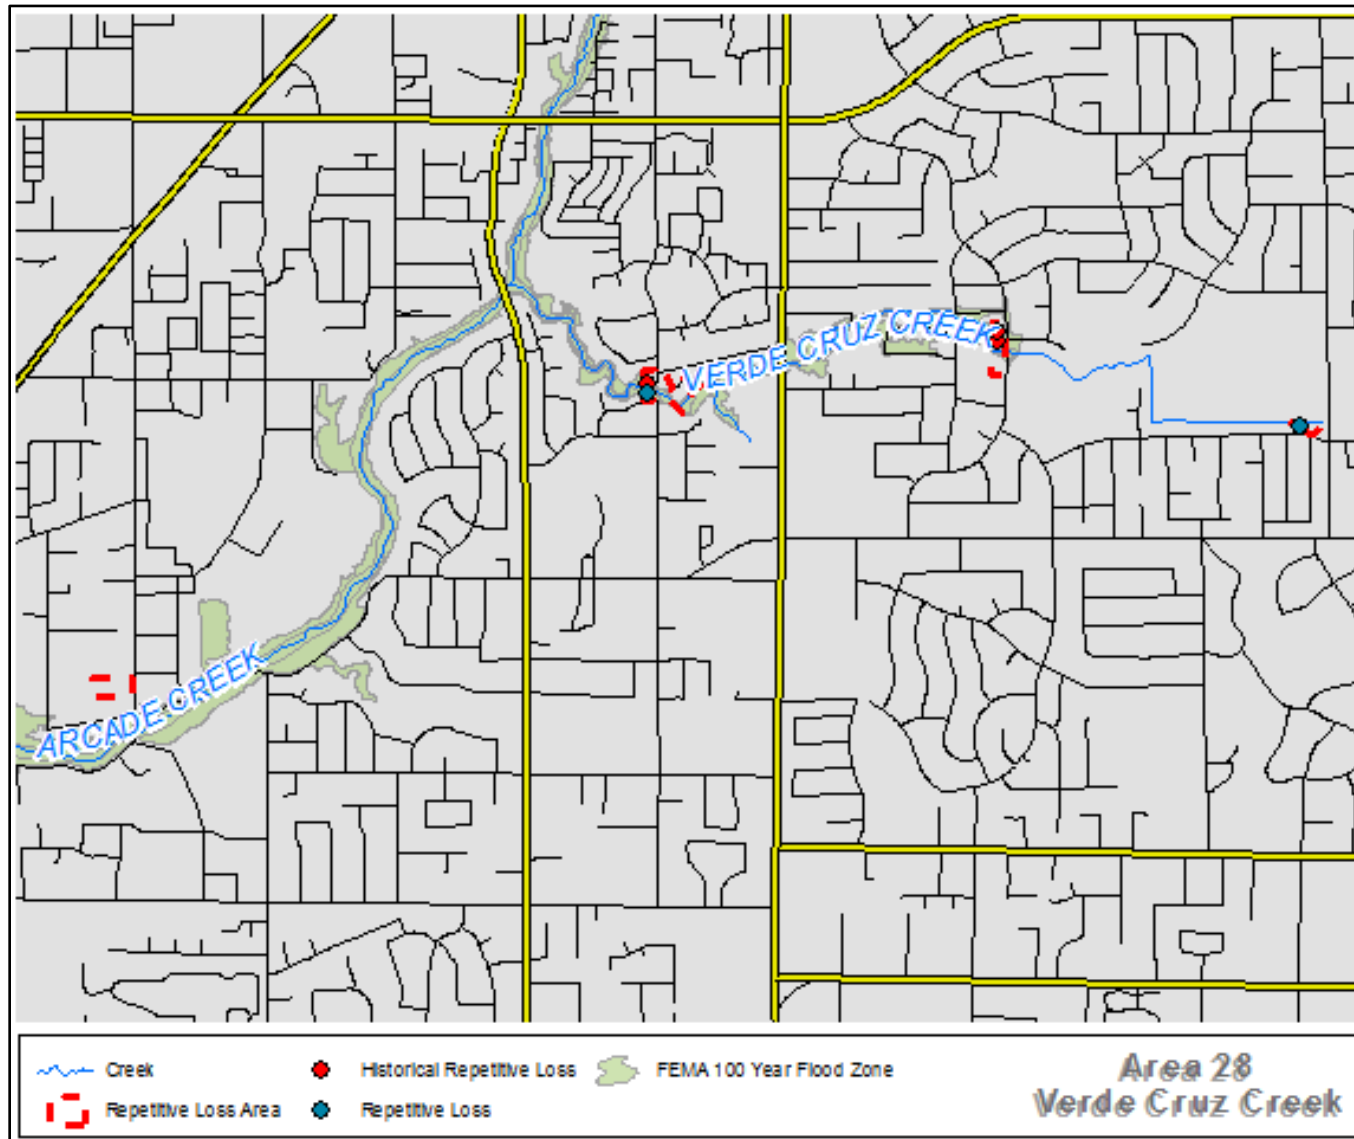 VERDE CRUZ CREEK
ARCADE CREEK
Creek
Historical Repetitive Loss
FEMA 100 Year Flood Zone
Repetitive Loss Area
Repetitive Loss
Area 28
Verde Cruz Creek